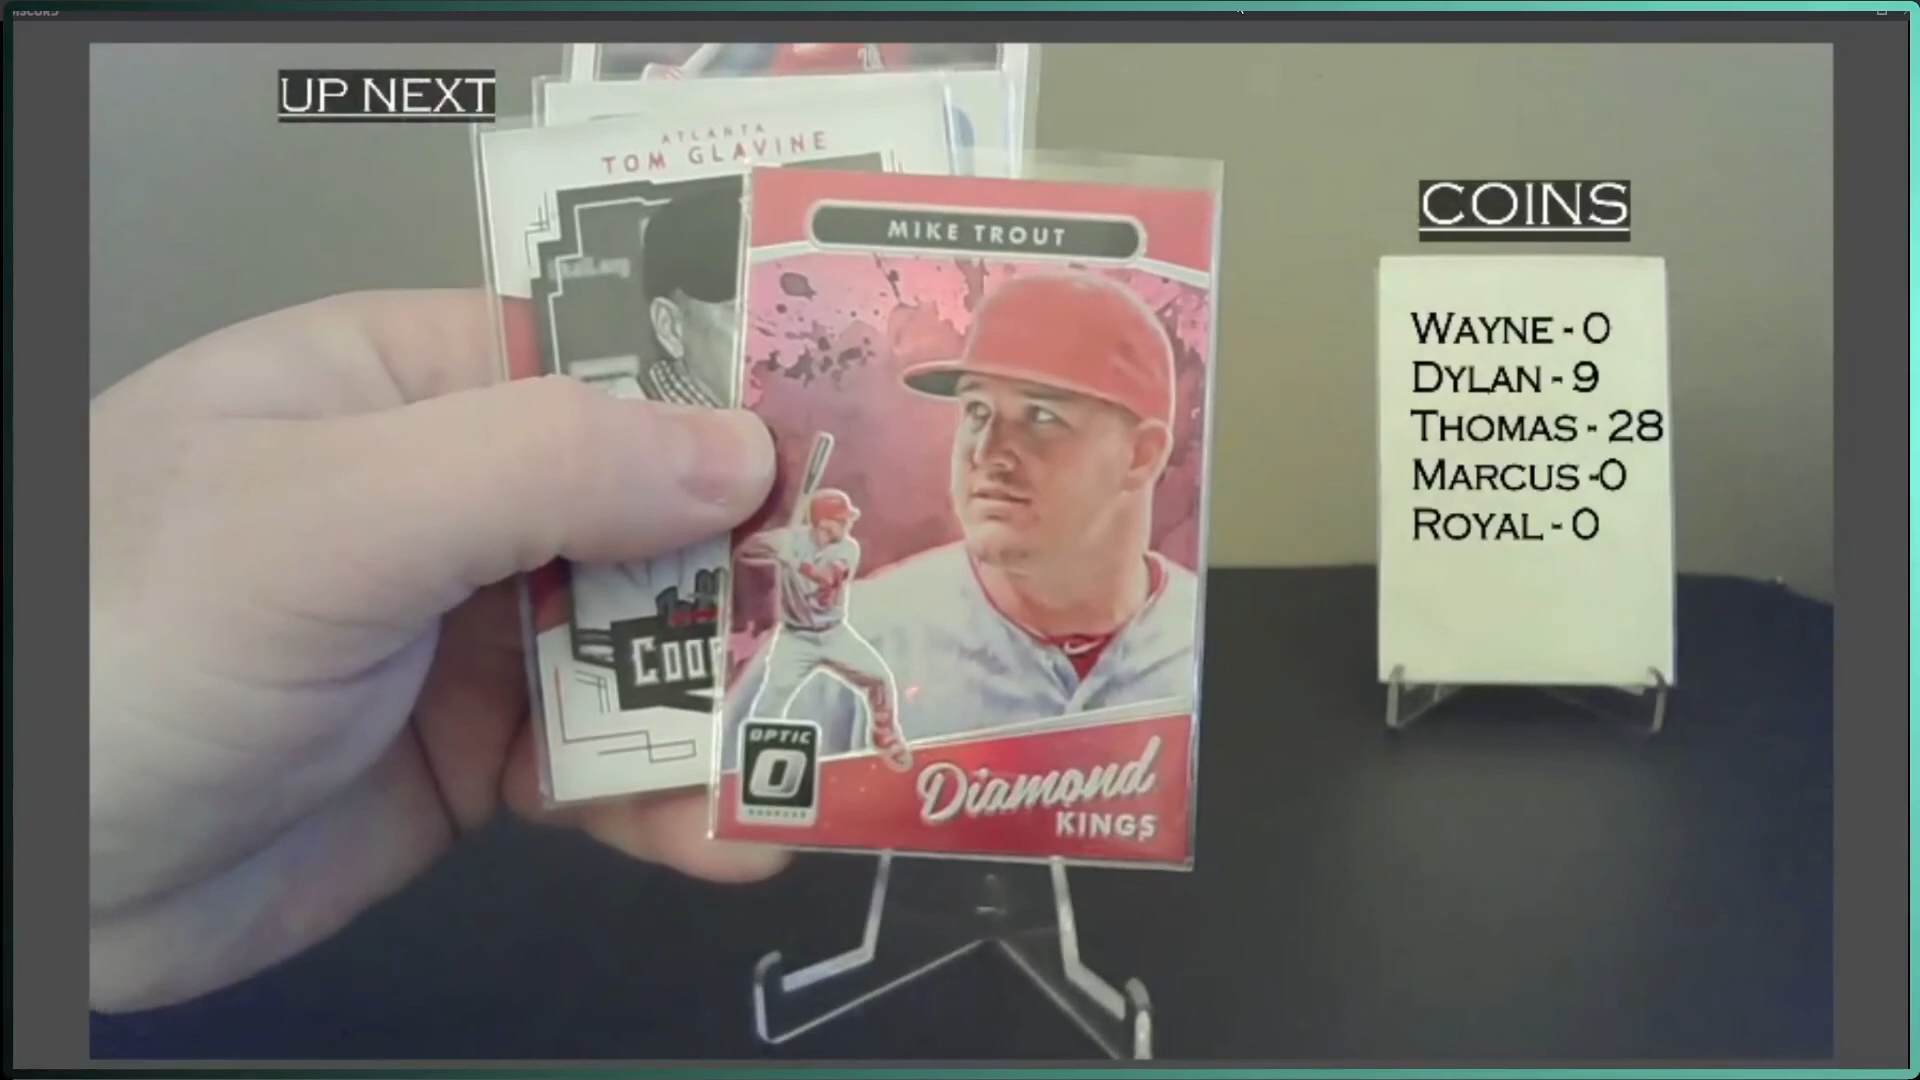 UP NEXT
ATLANTA
TOM GLAVINE
MIKE TROUT
COINS
WAYNE - 0
DYLAN - 9
THOMAS - 28
MARCUS -0
ROYAL - 0
OPTIC
Diamond
KINGS